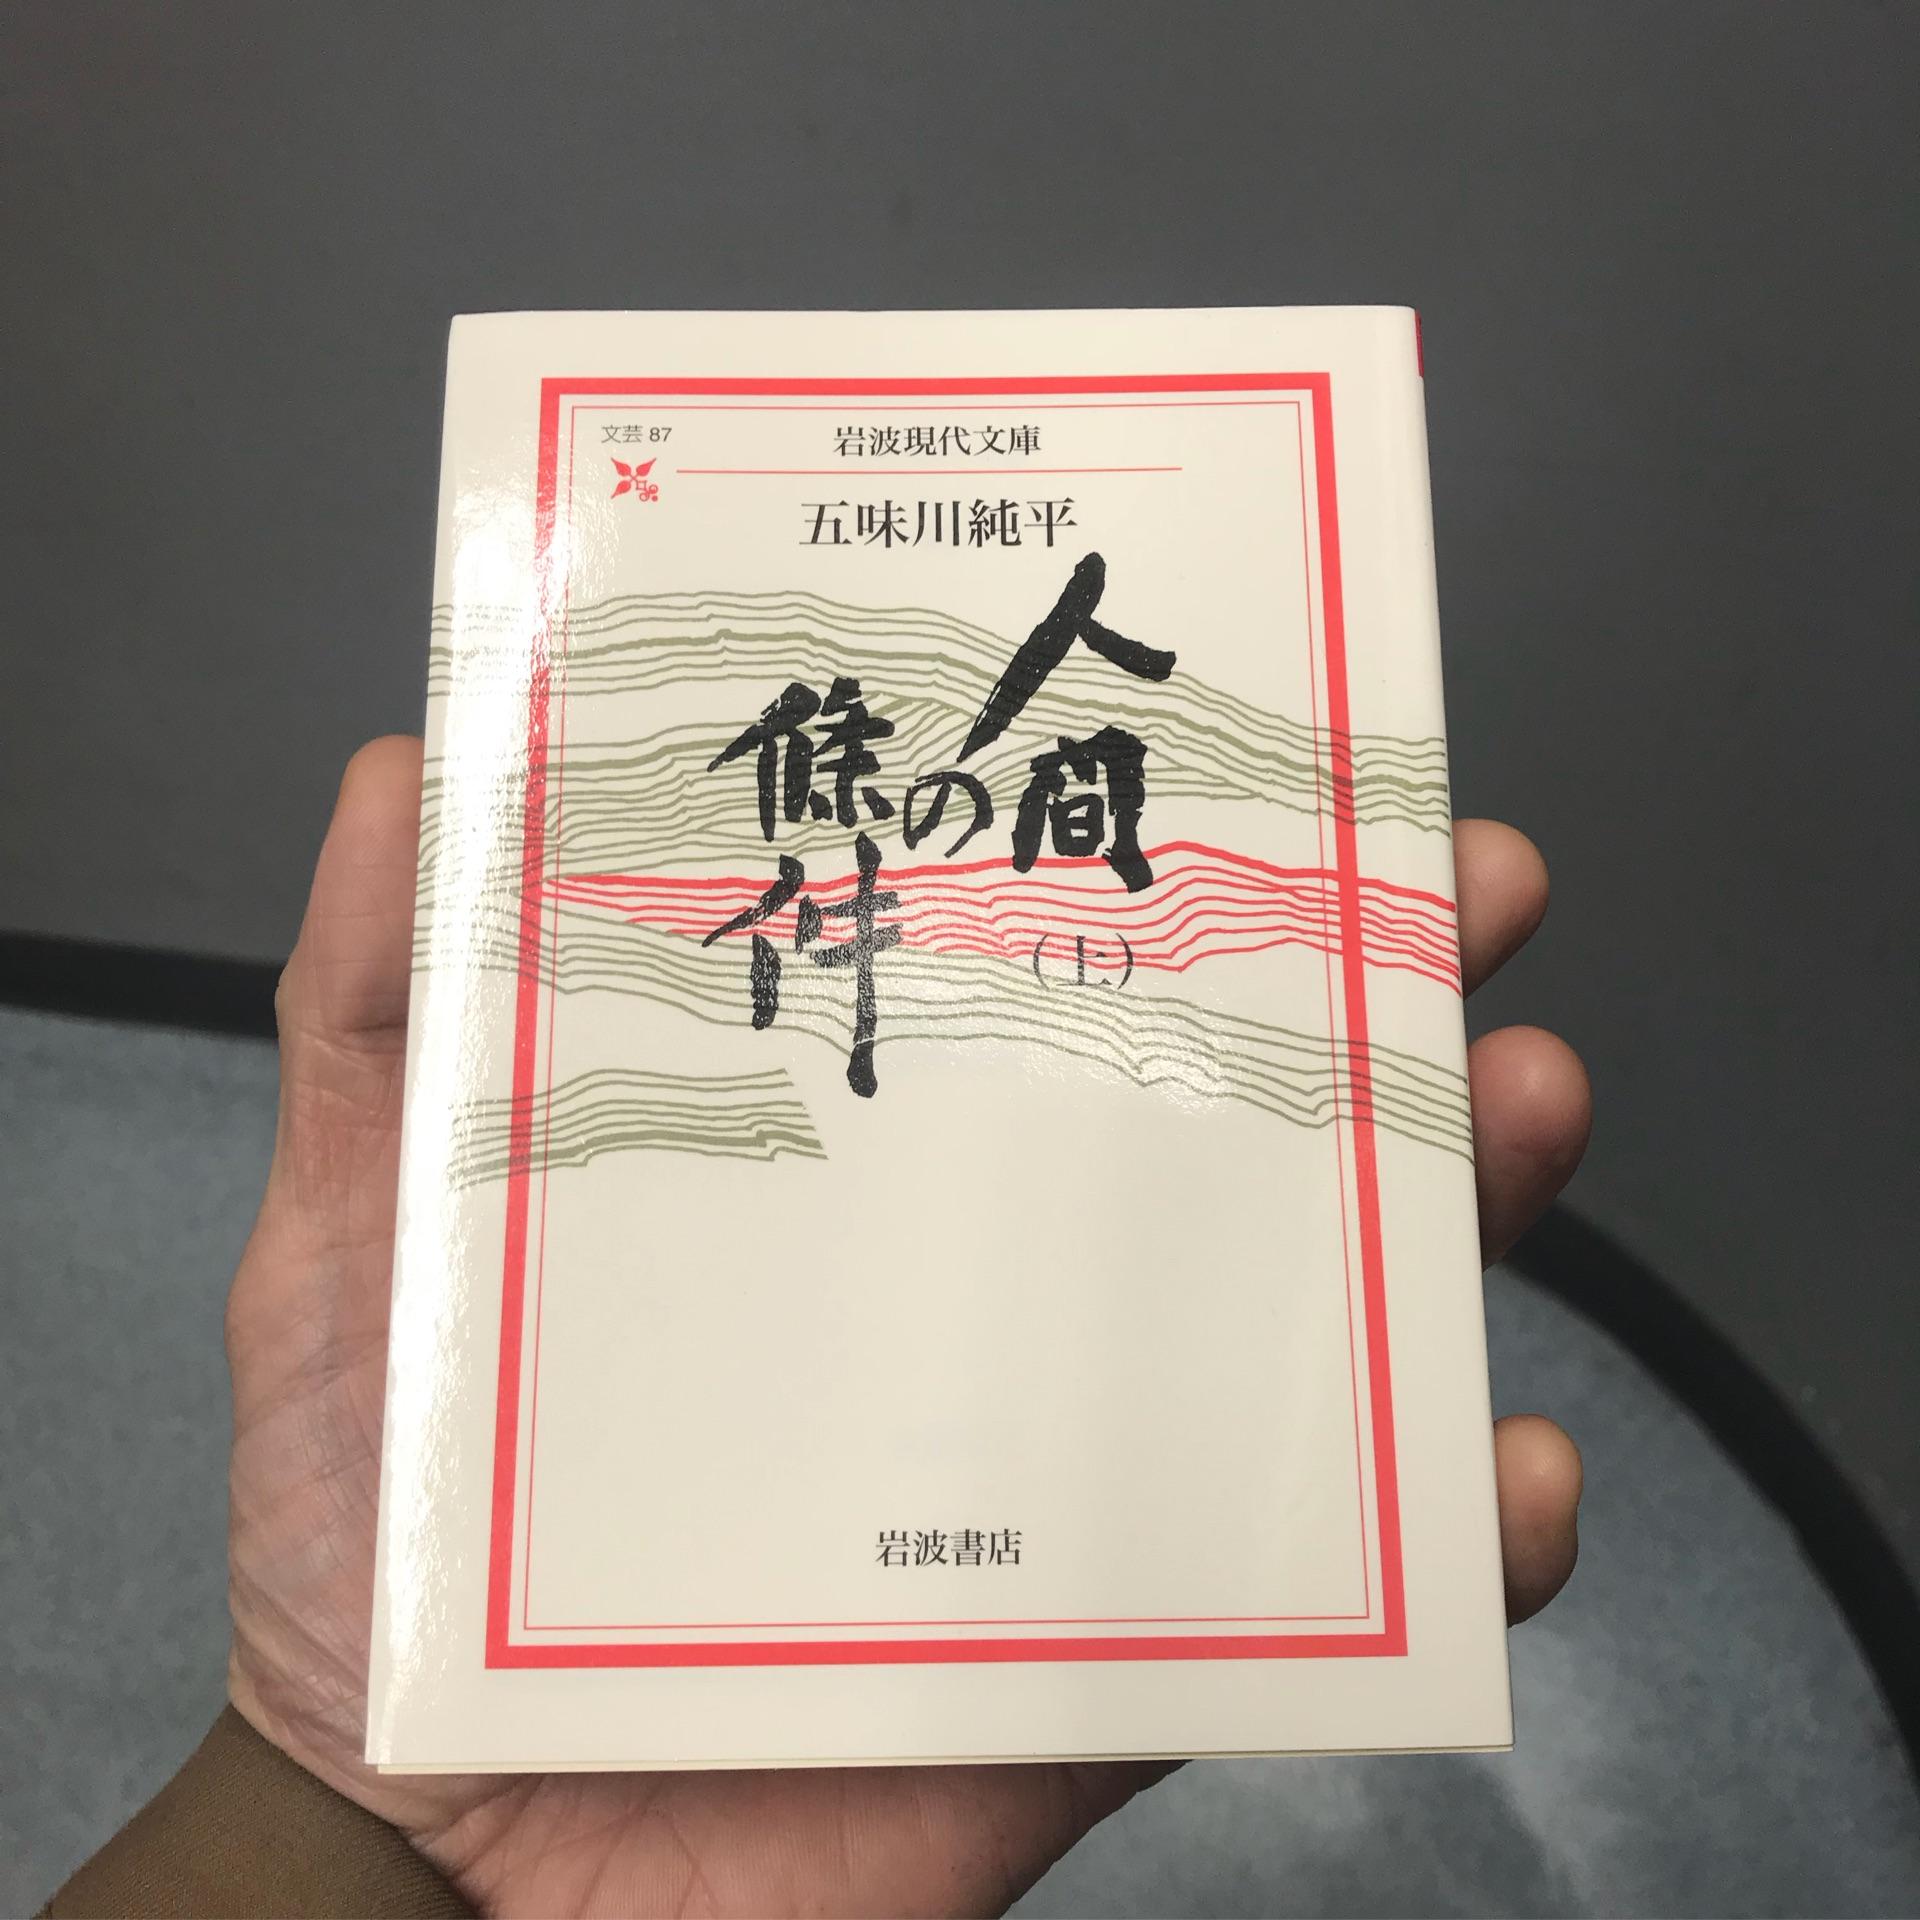 文芸 87
岩波現代文庫
五味川純平
人間
の
條件
(上)
岩波書店